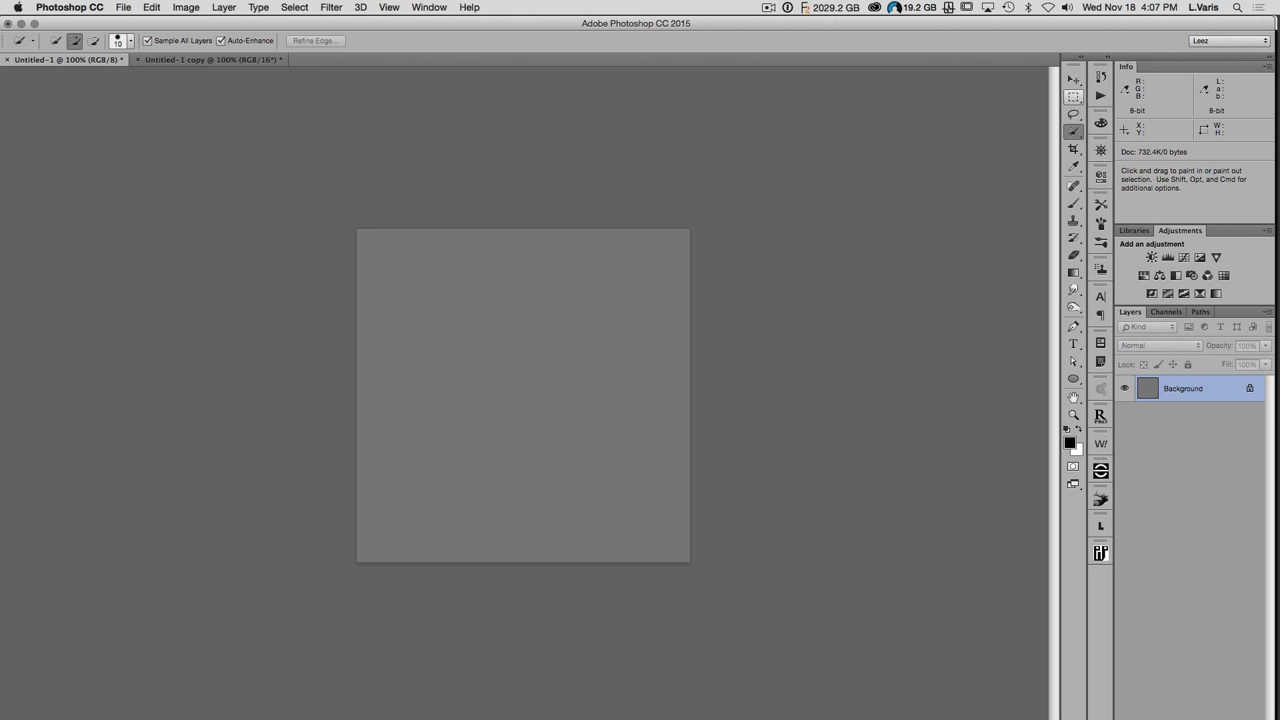 Photoshop CC File Edit Image Layer Type Select Filter 3D View Window Help 2029.2 GB 19.2 GB Wed Nov 18 4:07 PM L.Varis
Adobe Photoshop CC 2015
10 Sample All Layers Auto-Enhance Refine Edge... Leez
× Untitled-1 @ 100% (RGB/8) * × Untitled-1 copy @ 100% (RGB/16*) *
Info
R: L:
G: a:
B: b:
8-bit 8-bit
X: W:
Y: H:
Doc: 732.4K/0 bytes
Click and drag to paint in or paint out
selection. Use Shift, Opt, and Cmd for
additional options.
Libraries Adjustments
Add an adjustment
Layers Channels Paths
Kind
Normal Opacity: 100%
Lock: Fill: 100%
Background